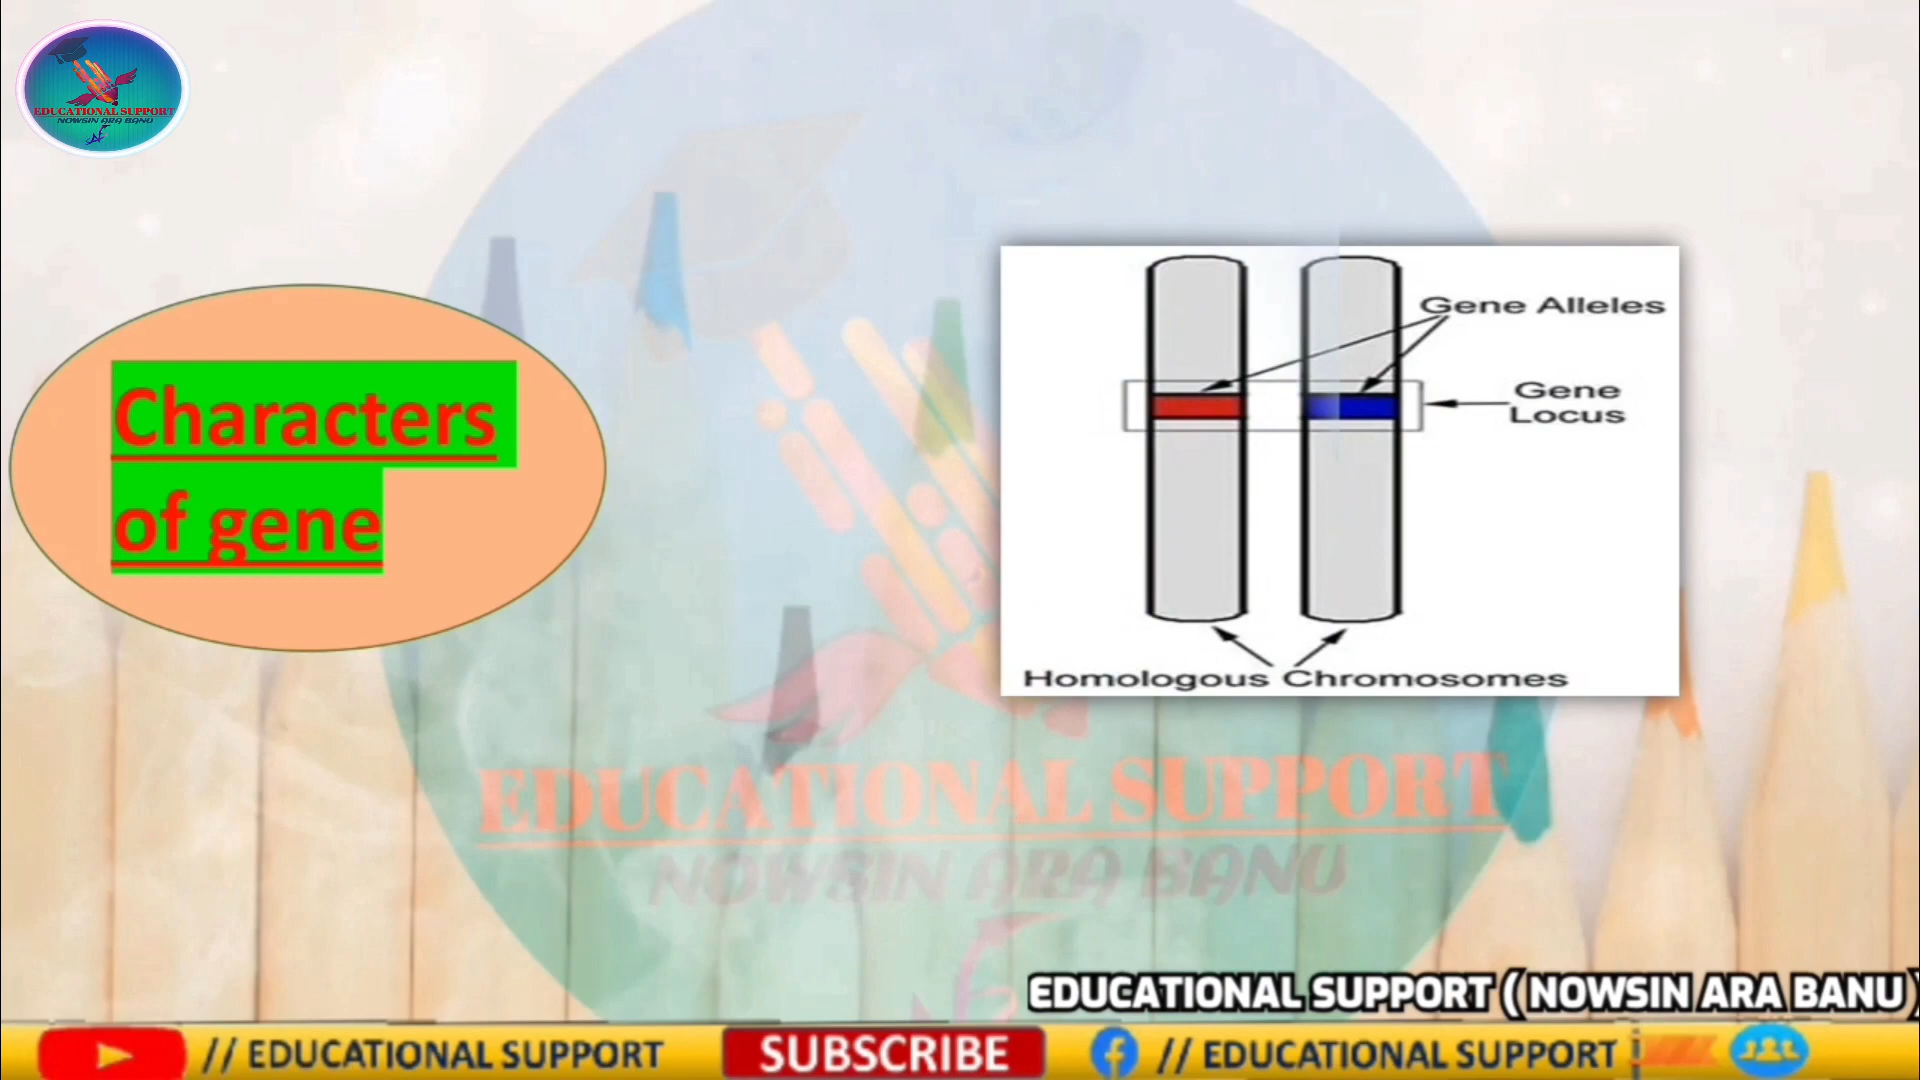 EDUCATIONAL SUPPORT
NOWSIN ARA BANU
Characters
of gene
Gene Alleles
Gene
Locus
Homologous Chromosomes
EDUCATIONAL SUPPORT
NOWSIN ARA BANU
EDUCATIONAL SUPPORT ( NOWSIN ARA BANU )
// EDUCATIONAL SUPPORT
SUBSCRIBE
// EDUCATIONAL SUPPORT